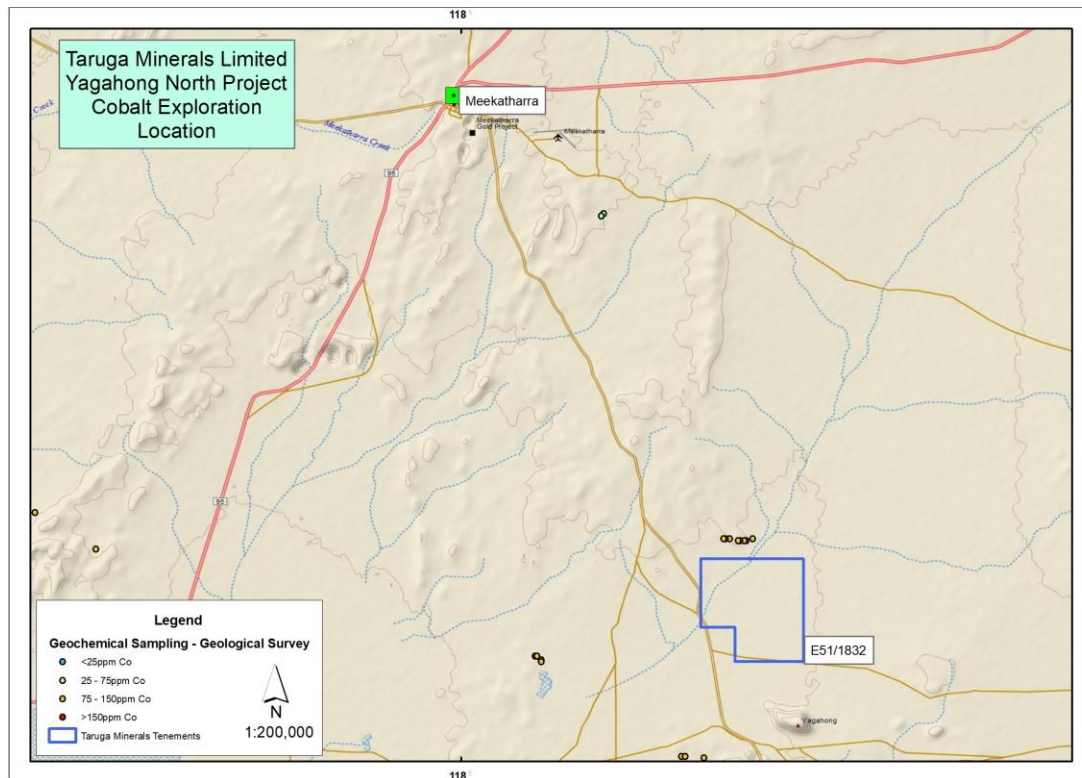 118
Taruga Minerals Limited
Yagahong North Project
Cobalt Exploration
Location
Meekatharra
Creek
Meekatharra Creek
Meekatharra
Gold Project
Meekatharra
95
95
E51/1832
Yagahong
Legend
Geochemical Sampling - Geological Survey
<25ppm Co
25 - 75ppm Co
75 - 150ppm Co
>150ppm Co
Taruga Minerals Tenements
N
1:200,000
118